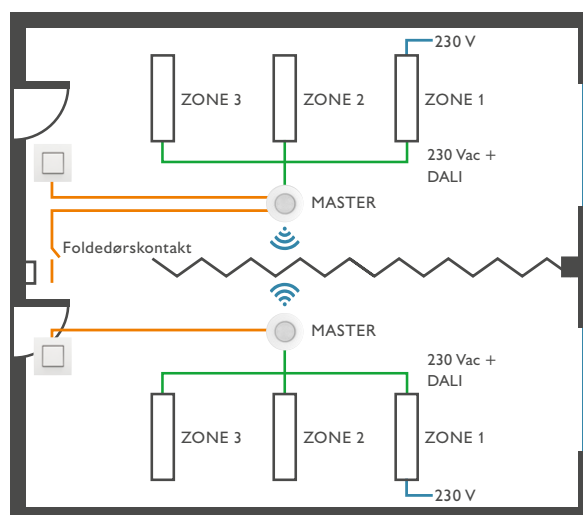 230 V
ZONE 3
ZONE 2
ZONE 1
230 Vac +
DALI
MASTER
Foldedørskontakt
MASTER
230 Vac +
DALI
ZONE 3
ZONE 2
ZONE 1
230 V